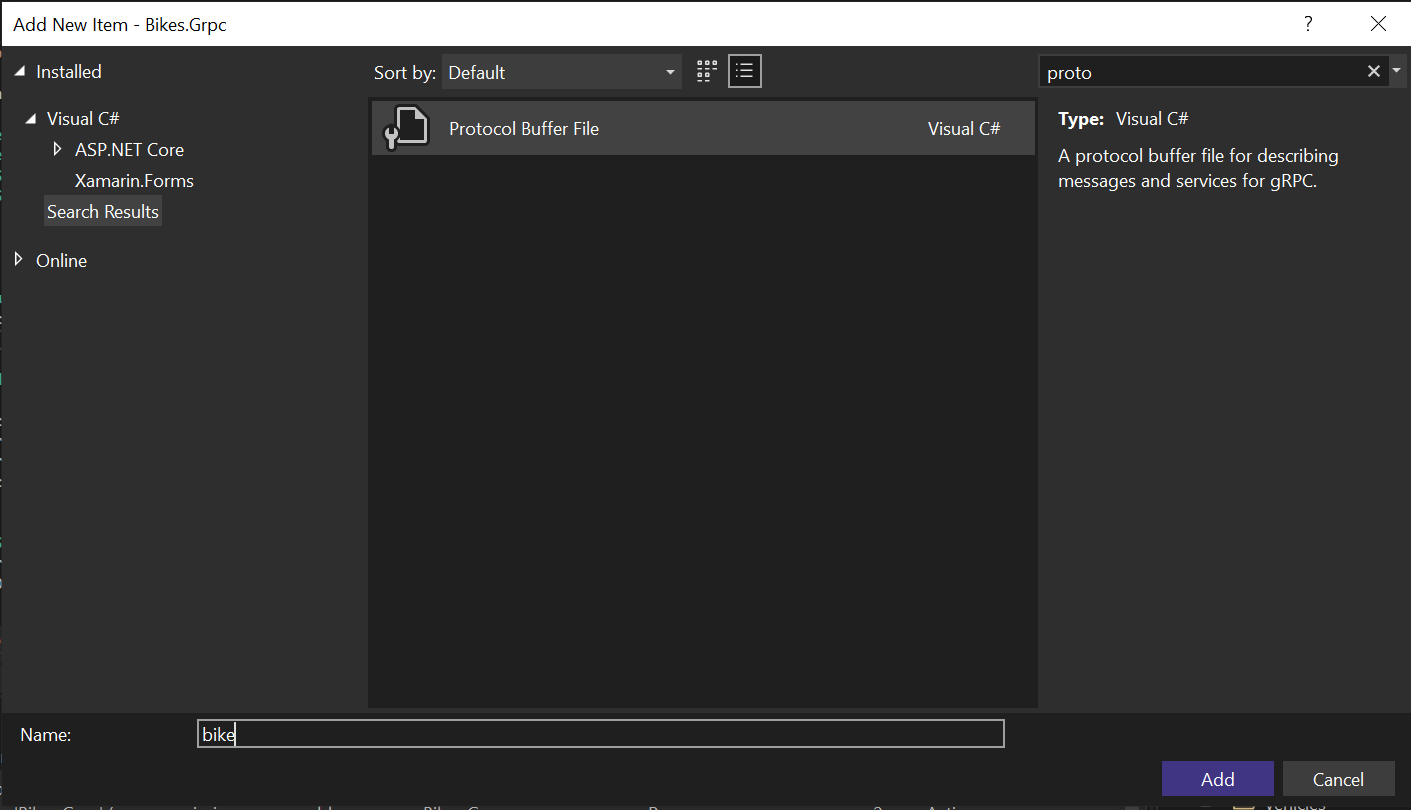 Add New Item - Bikes.Grpc
?
Installed
Sort by: Default
proto
Visual C#
ASP.NET Core
Xamarin.Forms
Search Results
Online
Protocol Buffer File Visual C#
Type: Visual C#
A protocol buffer file for describing
messages and services for gRPC.
Name: bike
Add Cancel